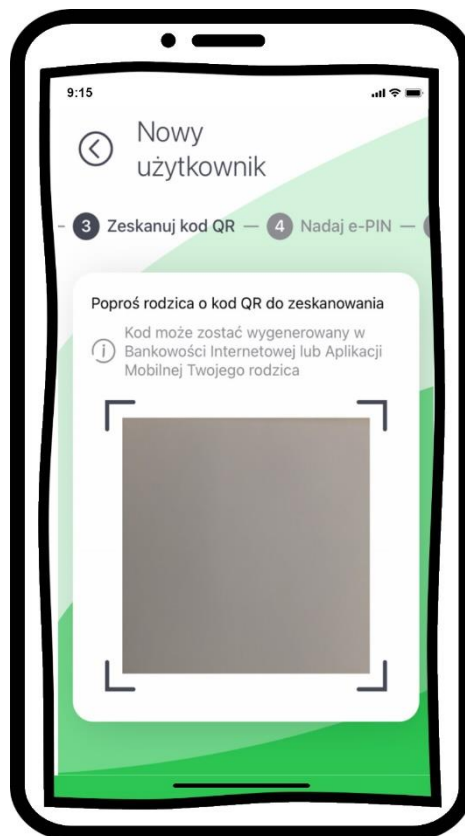 9:15
Nowy
użytkownik
3 Zeskanuj kod QR — 4 Nadaj e-PIN —
Poproś rodzica o kod QR do zeskanowania
Kod może zostać wygenerowany w
Bankowości Internetowej lub Aplikacji
Mobilnej Twojego rodzica